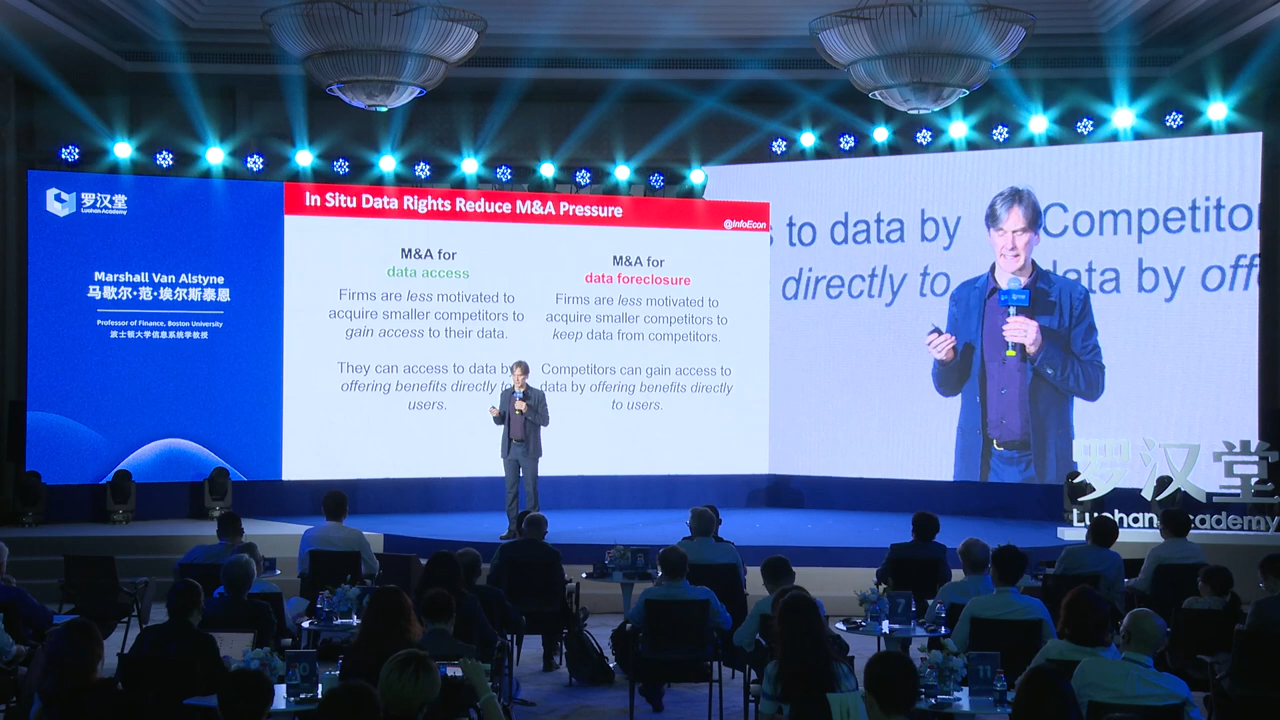 罗汉堂
Luohan Academy
Marshall Van Alstyne
马歇尔·范·埃尔斯泰恩
Professor of Finance, Boston University
波士顿大学信息系统学教授
In Situ Data Rights Reduce M&A Pressure
@InfoEcon
M&A for
data access
Firms are less motivated to
acquire smaller competitors to
gain access to their data.
They can access to data by
offering benefits directly to
users.
M&A for
data foreclosure
Firms are less motivated to
acquire smaller competitors to
keep data from competitors.
Competitors can gain access to
data by offering benefits directly
to users.
to data by Competitor
directly to data by offe
罗汉堂
Luohan Academy
7
11